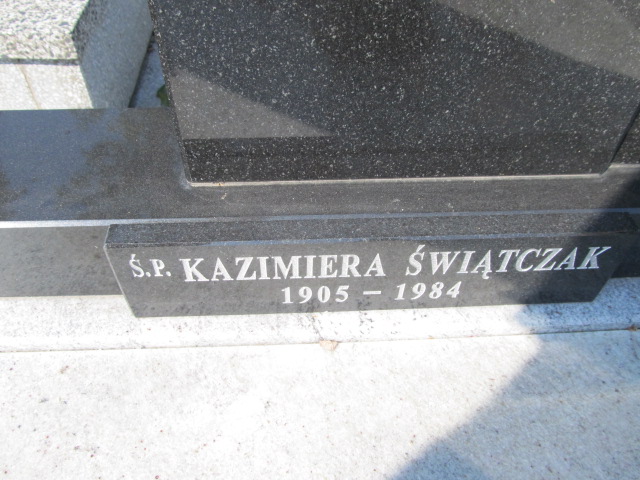 Ś.P. KAZIMIERA ŚWIĄTCZAK
1905 – 1984